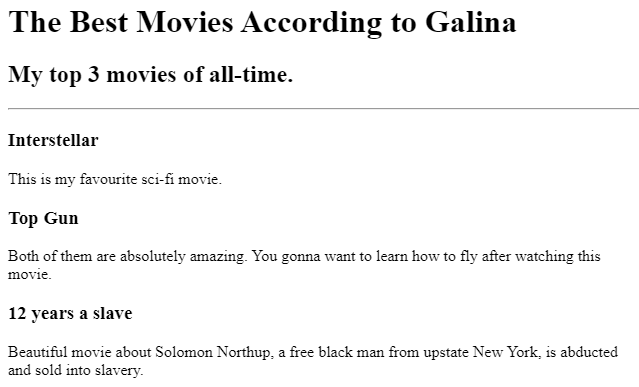 The Best Movies According to Galina
My top 3 movies of all-time.
Interstellar
This is my favourite sci-fi movie.
Top Gun
Both of them are absolutely amazing. You gonna want to learn how to fly after watching this
movie.
12 years a slave
Beautiful movie about Solomon Northup, a free black man from upstate New York, is abducted
and sold into slavery.